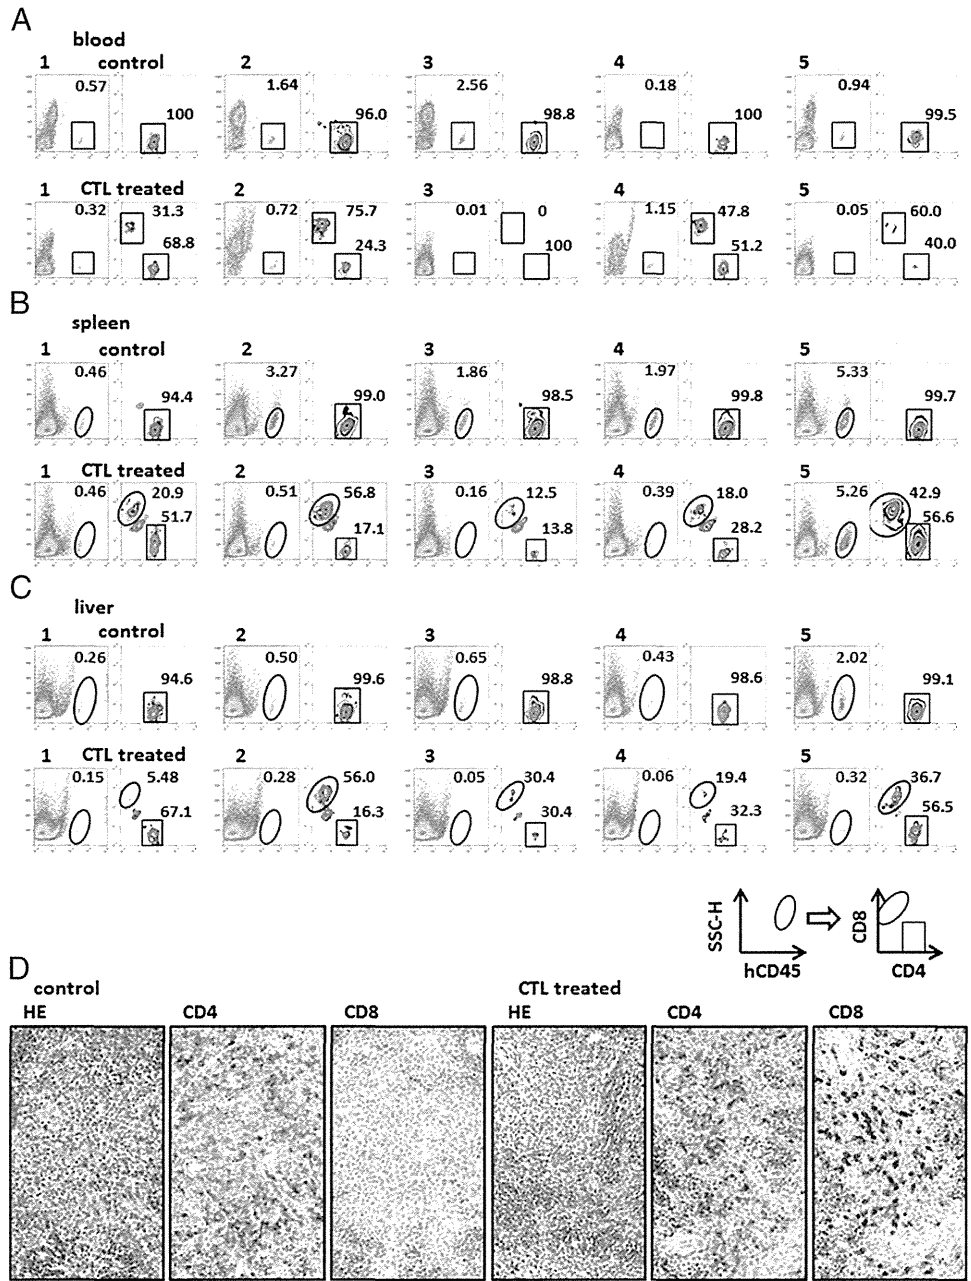 A
blood
1 control 2 3 4 5
0.57 1.64 2.56 0.18 0.94
100 96.0 98.8 100 99.5
1 CTL treated 2 3 4 5
0.32 31.3 0.72 75.7 0.01 0 1.15 47.8 0.05 60.0
68.8 24.3 100 51.2 40.0
B
spleen
1 control 2 3 4 5
0.46 3.27 1.86 1.97 5.33
94.4 99.0 98.5 99.8 99.7
1 CTL treated 2 3 4 5
0.46 20.9 0.51 56.8 0.16 12.5 0.39 18.0 5.26 42.9
51.7 17.1 13.8 28.2 56.6
C
liver
1 control 2 3 4 5
0.26 0.50 0.65 0.43 2.02
94.6 99.6 98.8 98.6 99.1
1 CTL treated 2 3 4 5
0.15 5.48 0.28 56.0 0.05 30.4 0.06 19.4 0.32 36.7
67.1 16.3 30.4 32.3 56.5
SSC-H
hCD45
CD8
CD4
D
control CTL treated
HE CD4 CD8 HE CD4 CD8